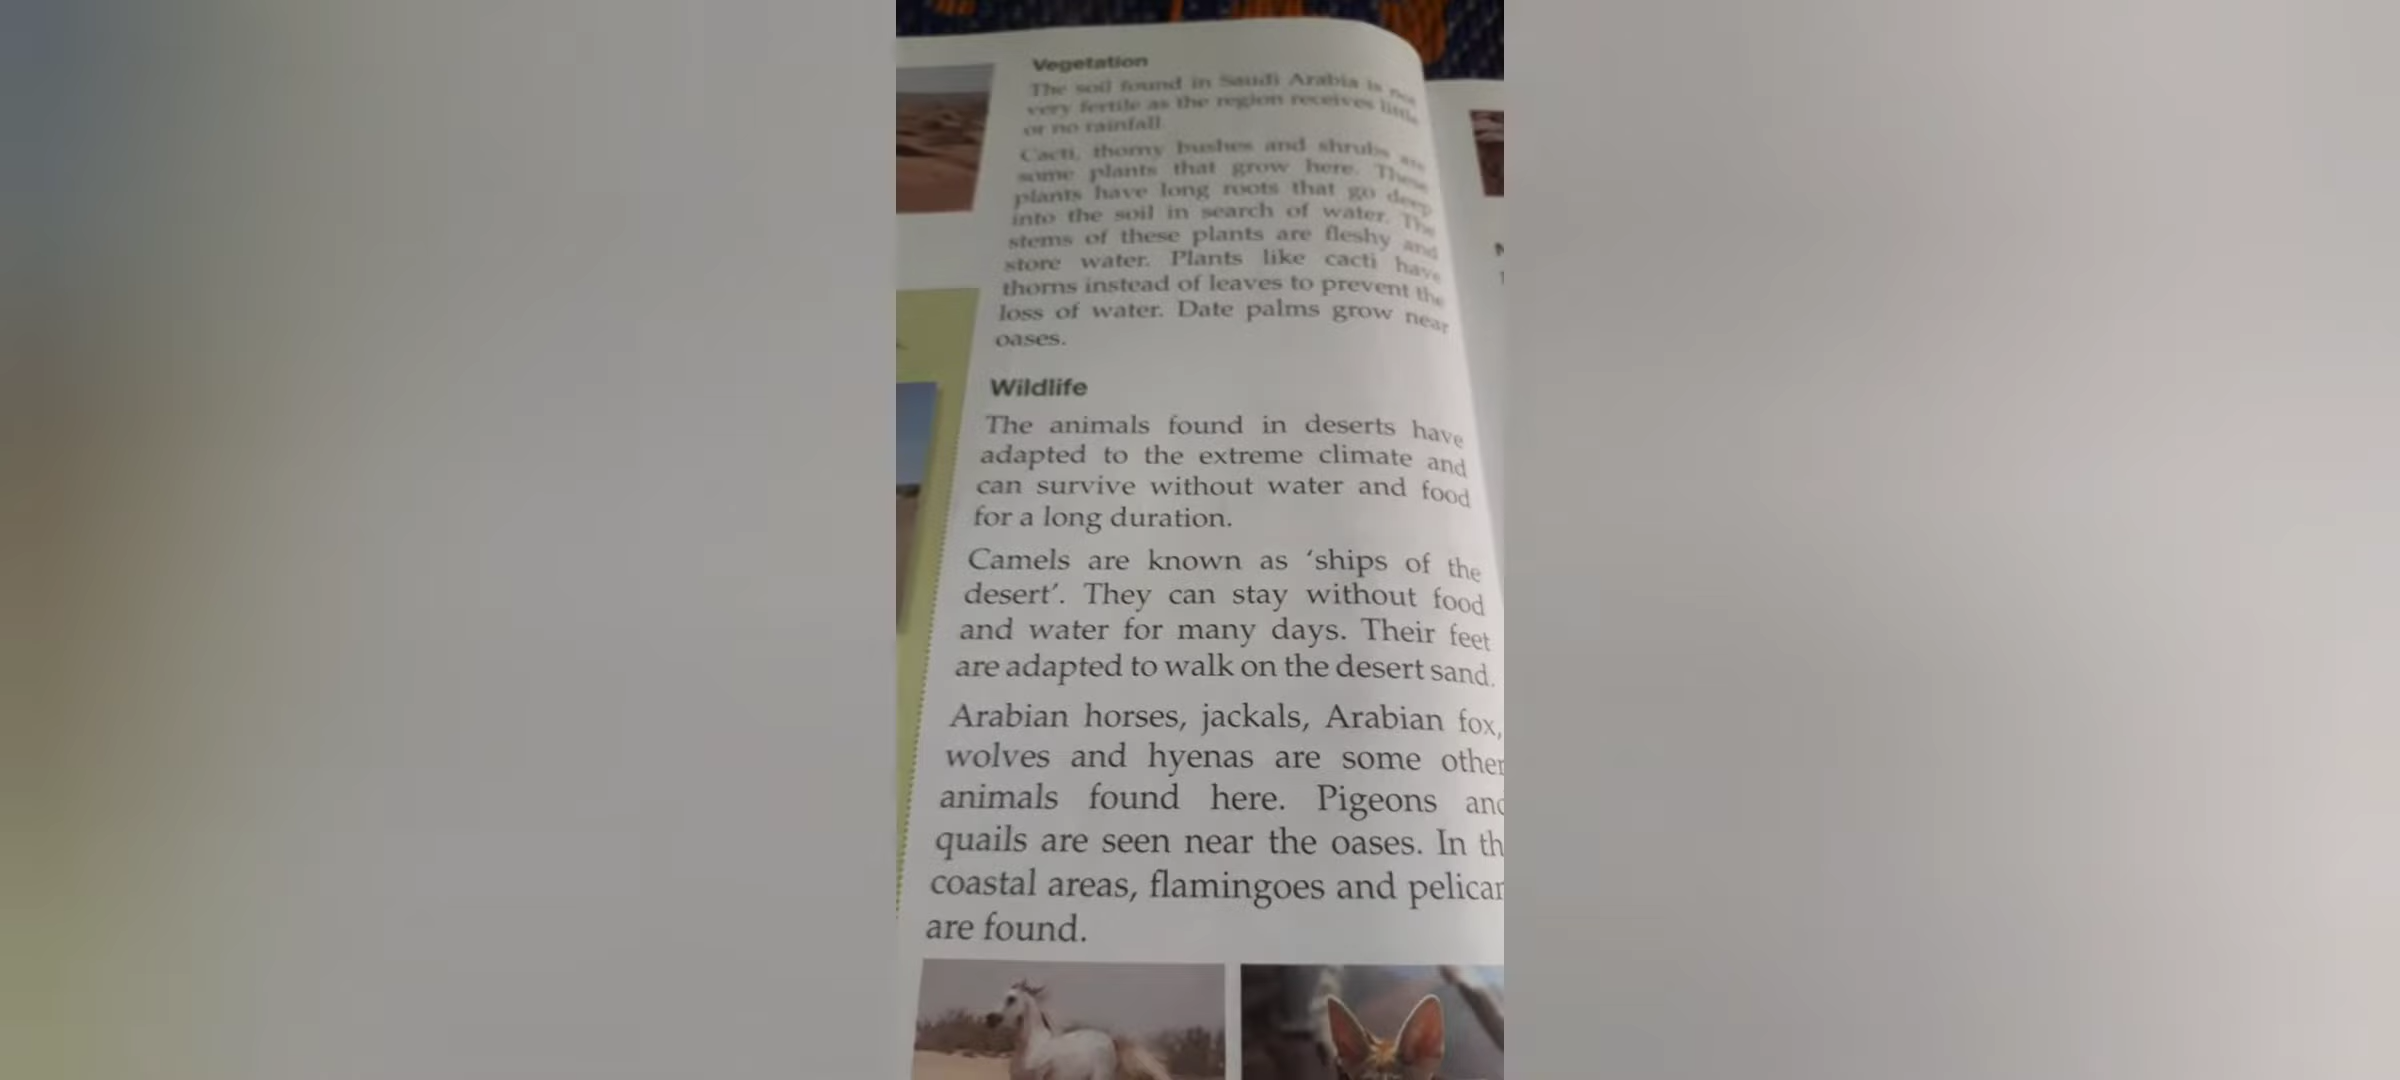 Vegetation
The soil found in Saudi Arabia is not
very fertile as the region receives little
or no rainfall.
Cacti, thorny bushes and shrubs are
some plants that grow here. These
plants have long roots that go deep
into the soil in search of water. The
stems of these plants are fleshy and
store water. Plants like cacti have
thorns instead of leaves to prevent the
loss of water. Date palms grow near
oases.
Wildlife
The animals found in deserts have
adapted to the extreme climate and
can survive without water and food
for a long duration.
Camels are known as ‘ships of the
desert’. They can stay without food
and water for many days. Their feet
are adapted to walk on the desert sand.
Arabian horses, jackals, Arabian fox,
wolves and hyenas are some other
animals found here. Pigeons and
quails are seen near the oases. In th
coastal areas, flamingoes and pelican
are found.